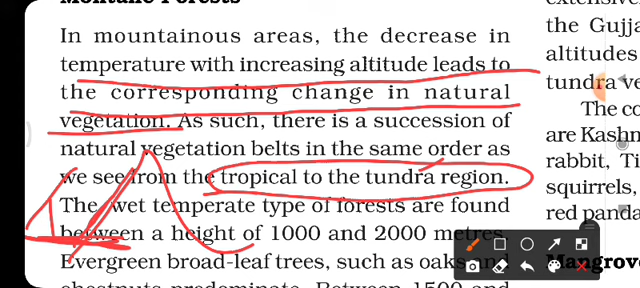 Montane Forests
In mountainous areas, the decrease in
temperature with increasing altitude leads to
the corresponding change in natural
vegetation. As such, there is a succession of
natural vegetation belts in the same order as
we see from the tropical to the tundra region.
The wet temperate type of forests are found
between a height of 1000 and 2000 metres.
Evergreen broad-leaf trees, such as oaks and
chestnuts predominate. Between 1500 and
the Gujja
altitudes
tundra ve
The co
are Kashm
rabbit, Ti
squirrels,
red panda
Mangrov